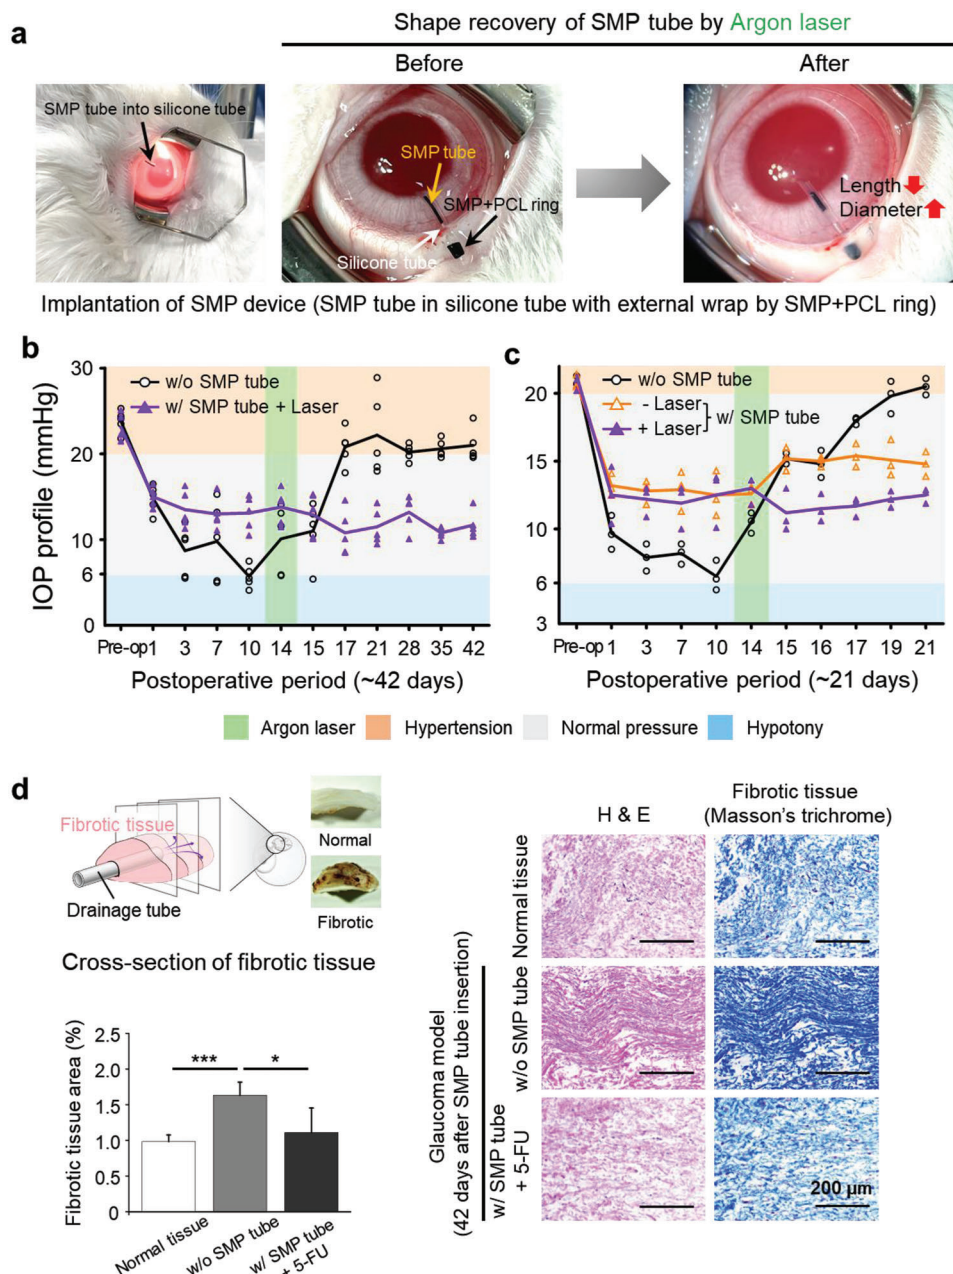 a
Shape recovery of SMP tube by Argon laser
Before
After
SMP tube into silicone tube
SMP tube
SMP+PCL ring
Silicone tube
Length
Diameter
Implantation of SMP device (SMP tube in silicone tube with external wrap by SMP+PCL ring)
b
IOP profile (mmHg)
30
20
10
6
0
w/o SMP tube
w/ SMP tube + Laser
Pre-op 1 3 7 10 14 15 17 21 28 35 42
Postoperative period (~42 days)
c
20
15
10
6
3
w/o SMP tube
- Laser
+ Laser
w/ SMP tube
Pre-op 1 3 7 10 14 15 16 17 19 21
Postoperative period (~21 days)
Argon laser
Hypertension
Normal pressure
Hypotony
d
Fibrotic tissue
Drainage tube
Normal
Fibrotic
Cross-section of fibrotic tissue
Fibrotic tissue area (%)
2.5
2.0
1.5
1.0
0
***
*
Normal tissue
w/o SMP tube
w/ SMP tube
+ 5-FU
H & E
Fibrotic tissue
(Masson's trichrome)
Normal tissue
Glaucoma model
(42 days after SMP tube insertion)
w/o SMP tube
w/ SMP tube
+ 5-FU
200 µm